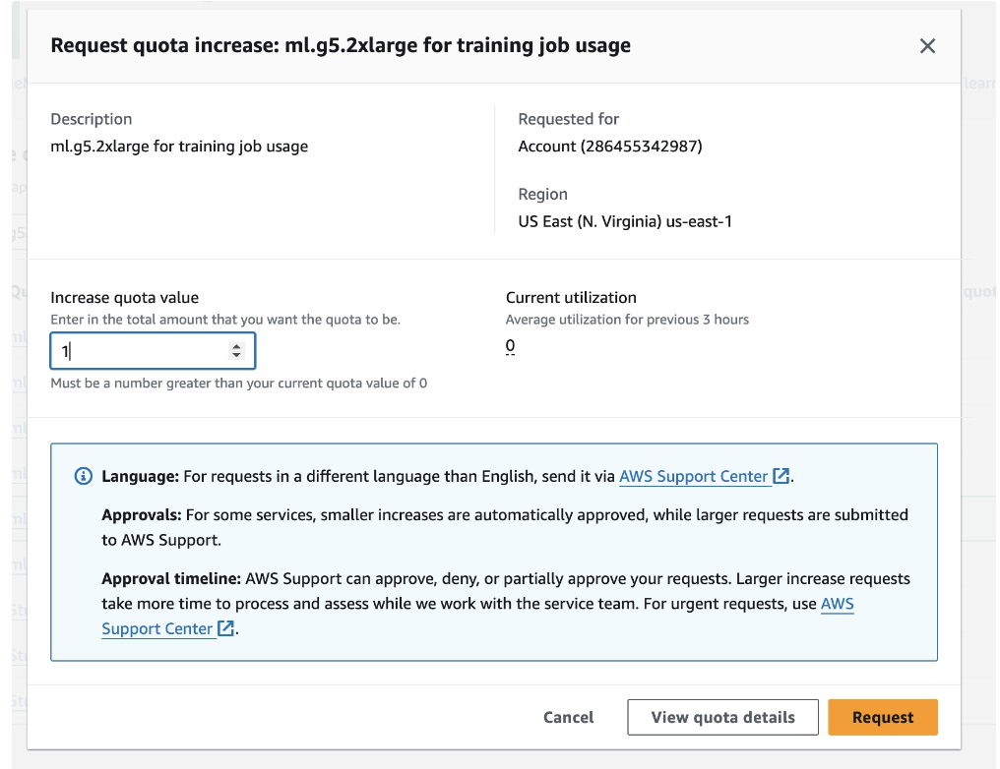 Request quota increase: ml.g5.2xlarge for training job usage
Description
ml.g5.2xlarge for training job usage
Requested for
Account (286455342987)
Region
US East (N. Virginia) us-east-1
Increase quota value
Enter in the total amount that you want the quota to be.
1
Must be a number greater than your current quota value of 0
Current utilization
Average utilization for previous 3 hours
0
Language: For requests in a different language than English, send it via AWS Support Center.
Approvals: For some services, smaller increases are automatically approved, while larger requests are submitted
to AWS Support.
Approval timeline: AWS Support can approve, deny, or partially approve your requests. Larger increase requests
take more time to process and assess while we work with the service team. For urgent requests, use AWS
Support Center.
Cancel
View quota details
Request